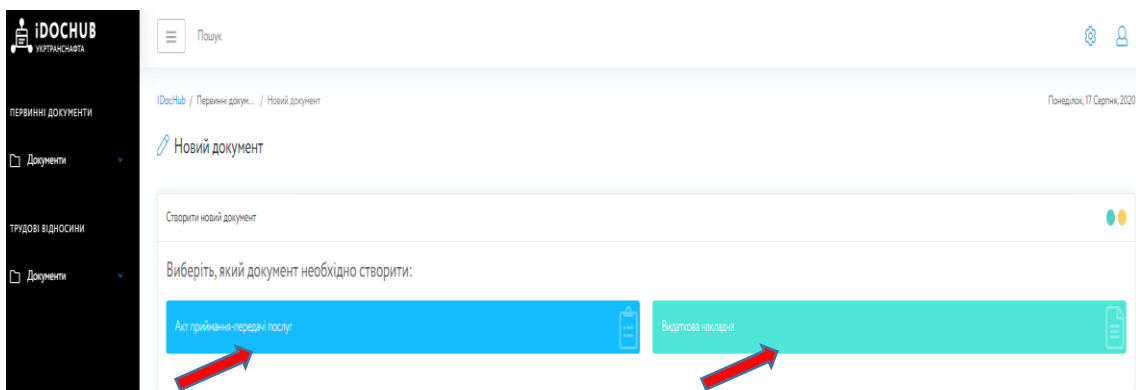 iDOCHUB
УКРТРАНСНАФТА
Пошук
ПЕРВИННІ ДОКУМЕНТИ
Документи
ТРУДОВІ ВІДНОСИНИ
Документи
IDocHub / Первинні докум... / Новий документ
Понеділок, 17 Серпня, 2020
Новий документ
Створити новий документ
Виберіть, який документ необхідно створити:
Акт приймання-передачі послуг
Видаткова накладна